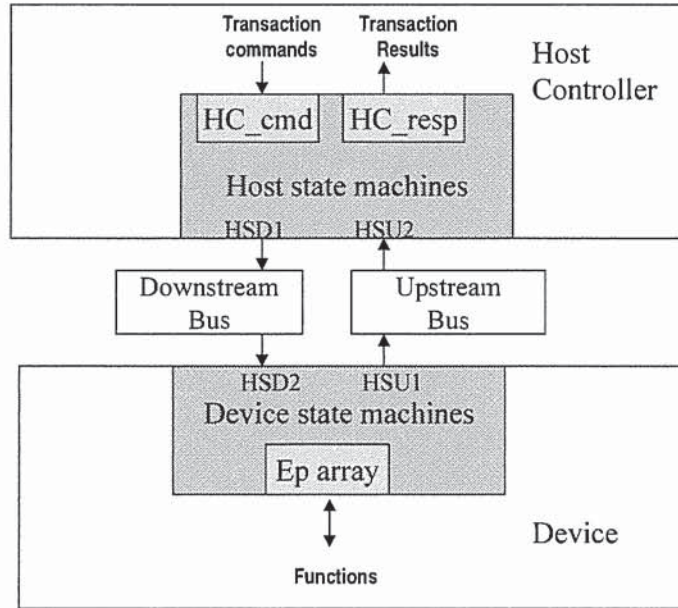 Transaction commands
Transaction Results
Host Controller
HC_cmd
HC_resp
Host state machines
HSD1
HSU2
Downstream Bus
Upstream Bus
HSD2
HSU1
Device state machines
Ep array
Device
Functions